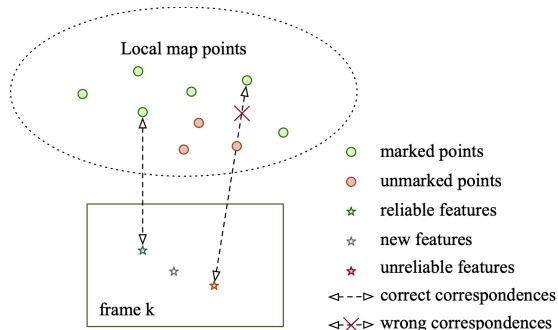 Local map points
marked points
unmarked points
reliable features
new features
unreliable features
correct correspondences
wrong correspondences
frame k